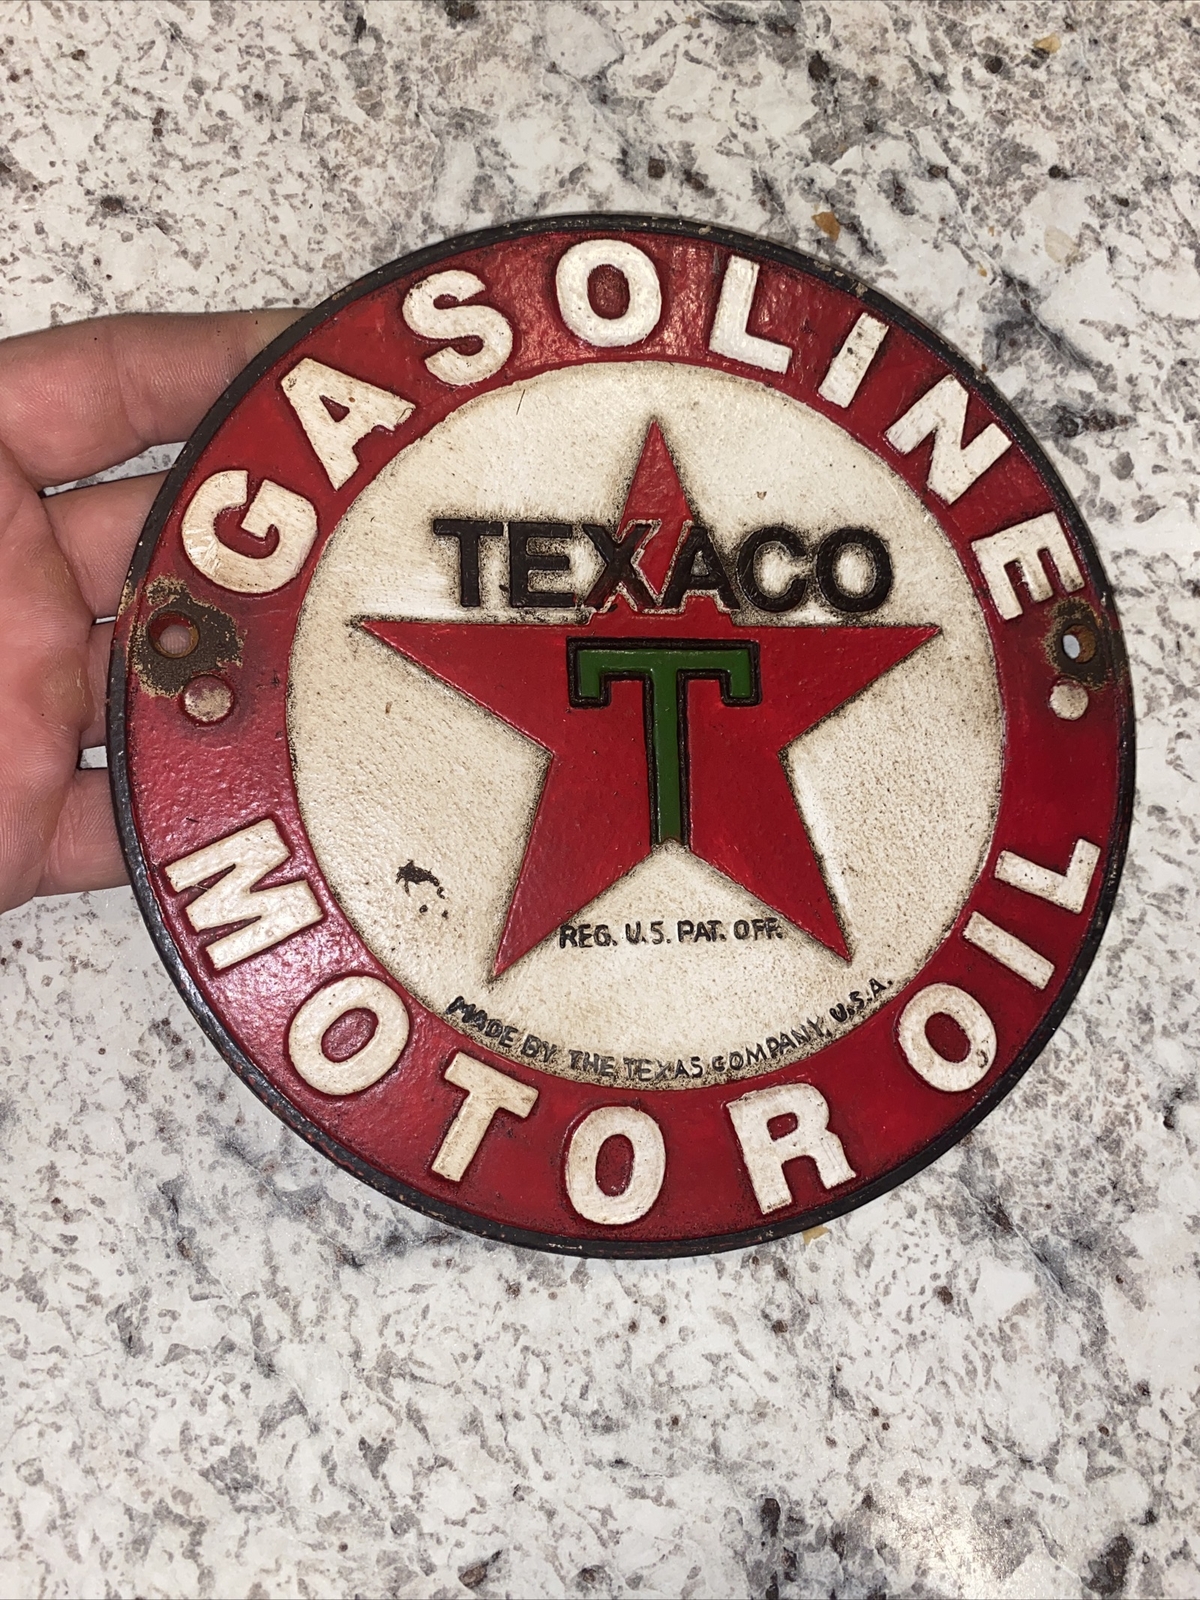 GASOLINE
TEXACO
T
REG. U.S. PAT. OFF.
MADE BY THE TEXAS COMPANY, U.S.A.
MOTOR OIL